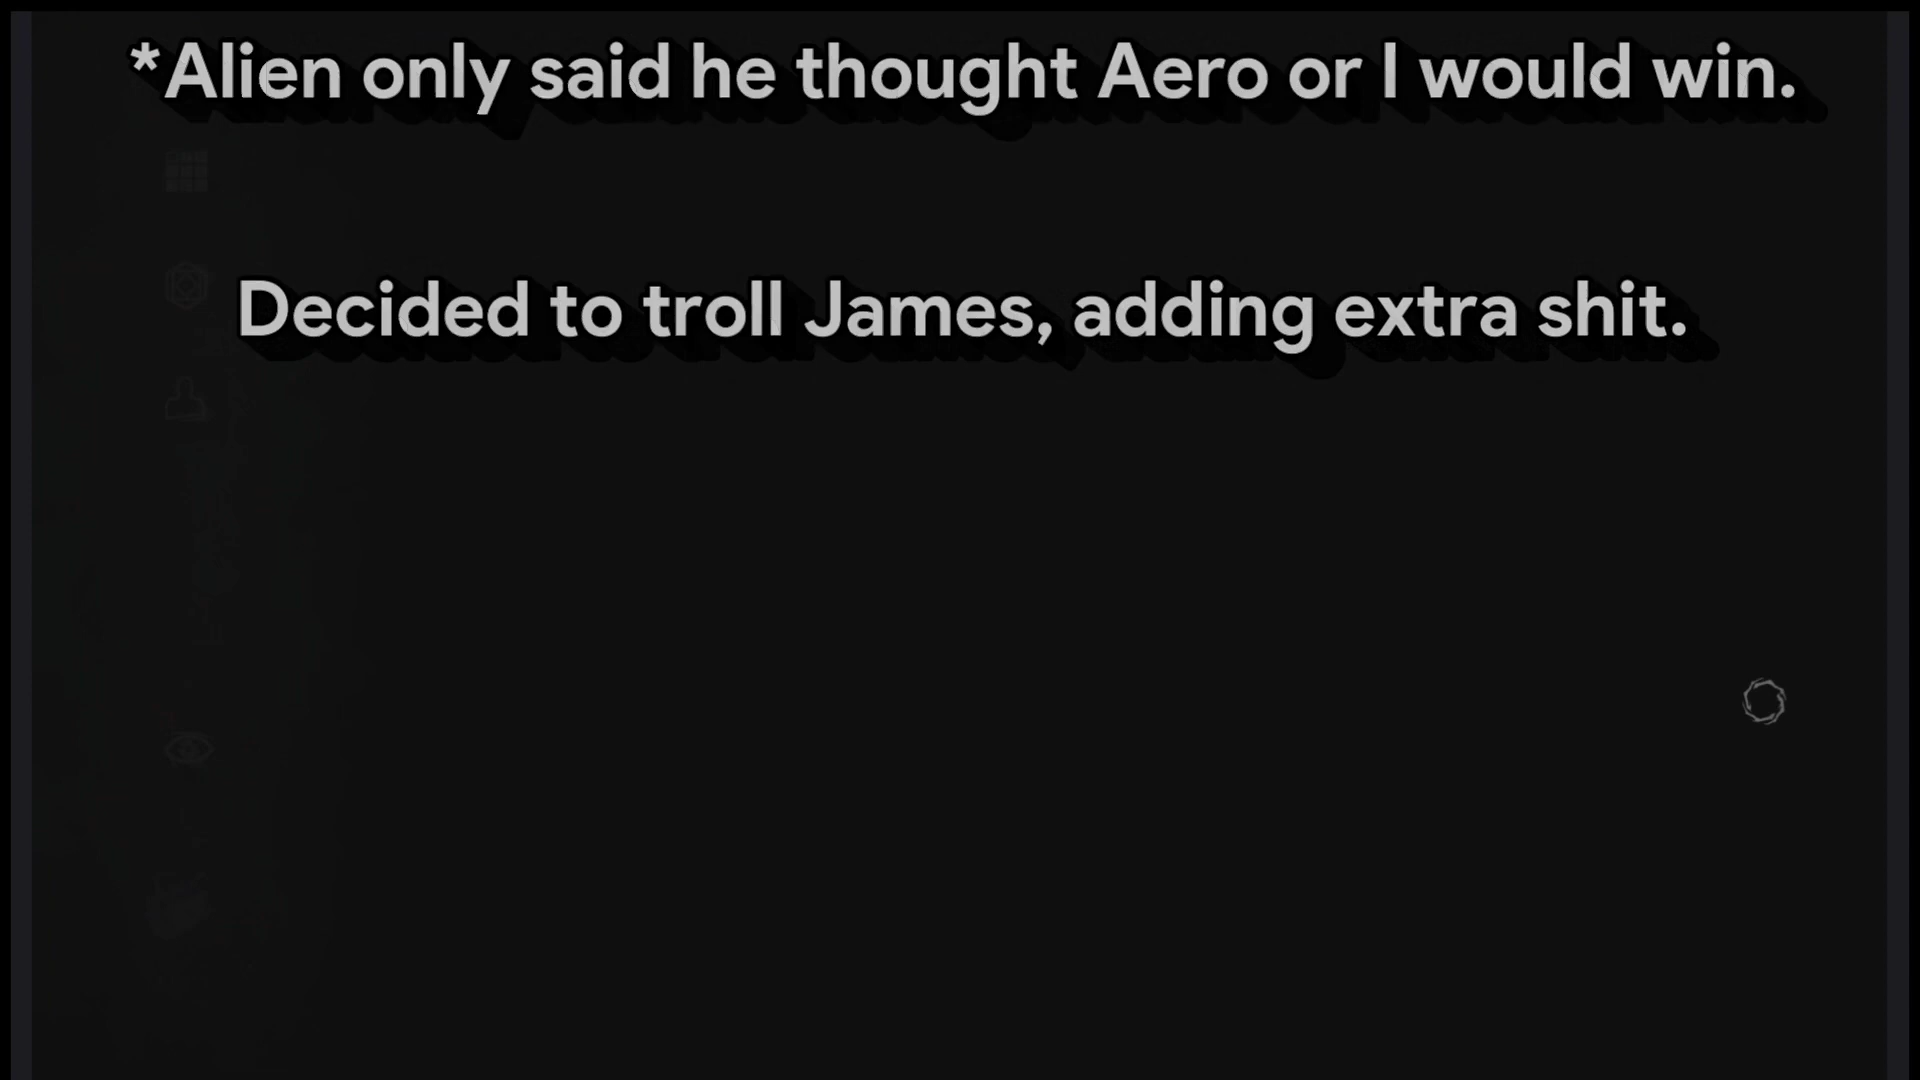 *Alien only said he thought Aero or I would win.
Decided to troll James, adding extra shit.